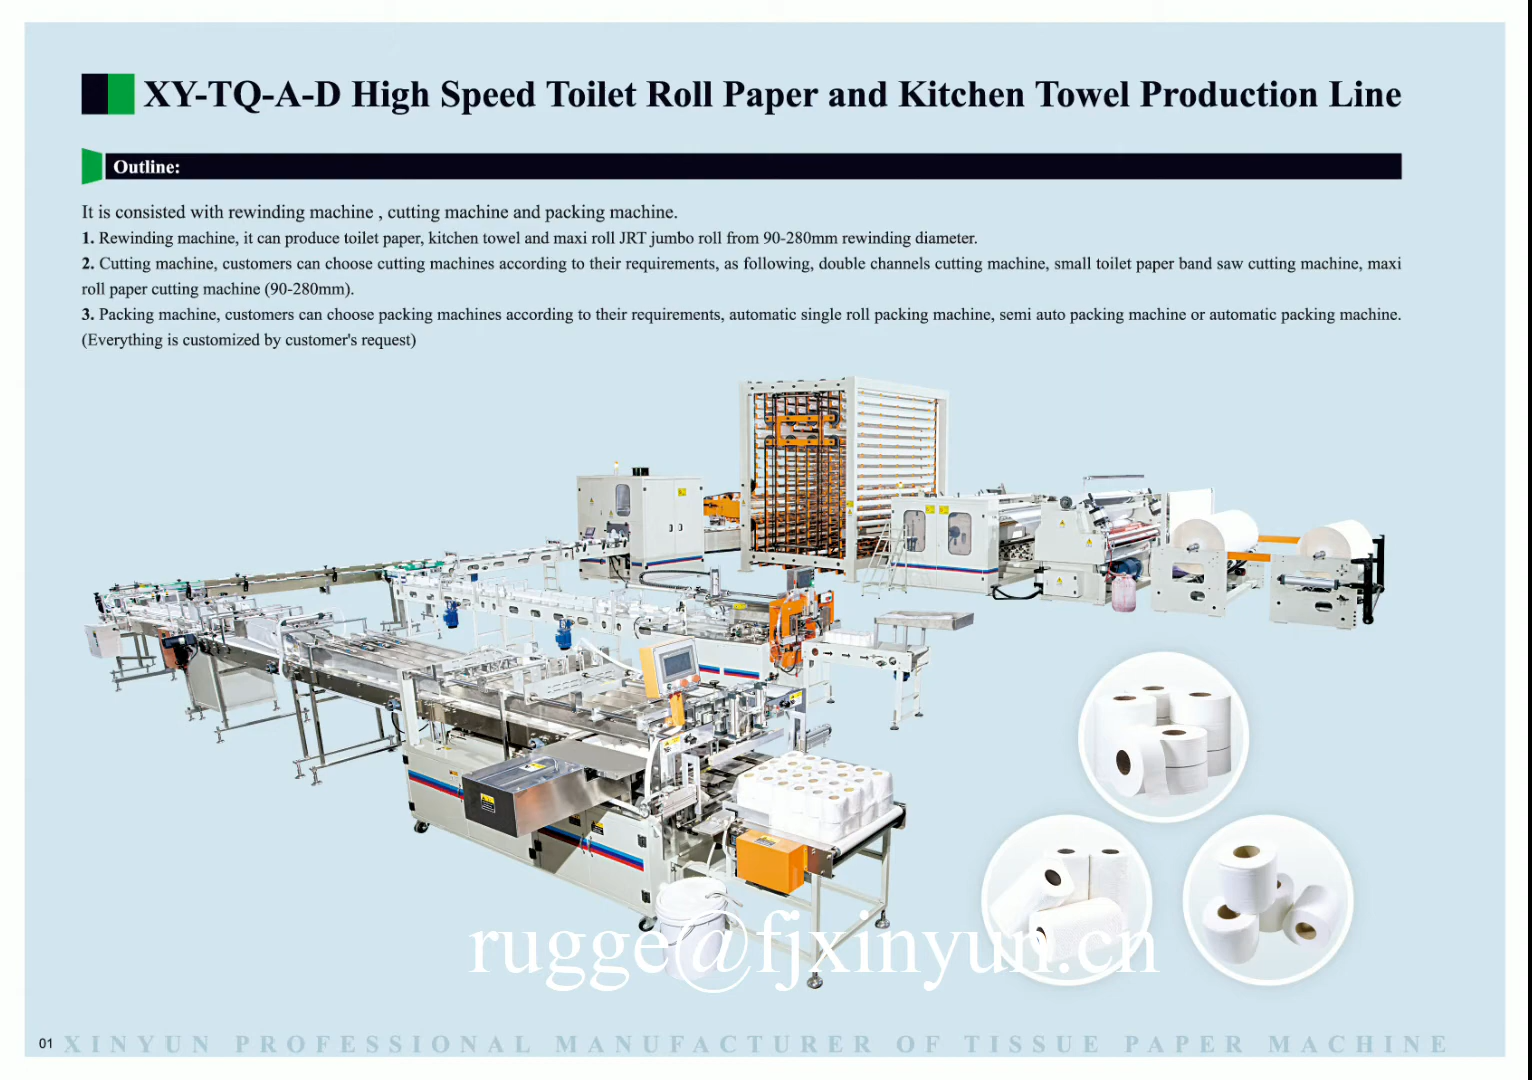 XY-TQ-A-D High Speed Toilet Roll Paper and Kitchen Towel Production Line
Outline:
It is consisted with rewinding machine , cutting machine and packing machine.
1. Rewinding machine, it can produce toilet paper, kitchen towel and maxi roll JRT jumbo roll from 90-280mm rewinding diameter.
2. Cutting machine, customers can choose cutting machines according to their requirements, as following, double channels cutting machine, small toilet paper band saw cutting machine, maxi
roll paper cutting machine (90-280mm).
3. Packing machine, customers can choose packing machines according to their requirements, automatic single roll packing machine, semi auto packing machine or automatic packing machine.
(Everything is customized by customer's request)
rugge@fjxinyun.cn
01 XINYUN PROFESSIONAL MANUFACTURER OF TISSUE PAPER MACHINE